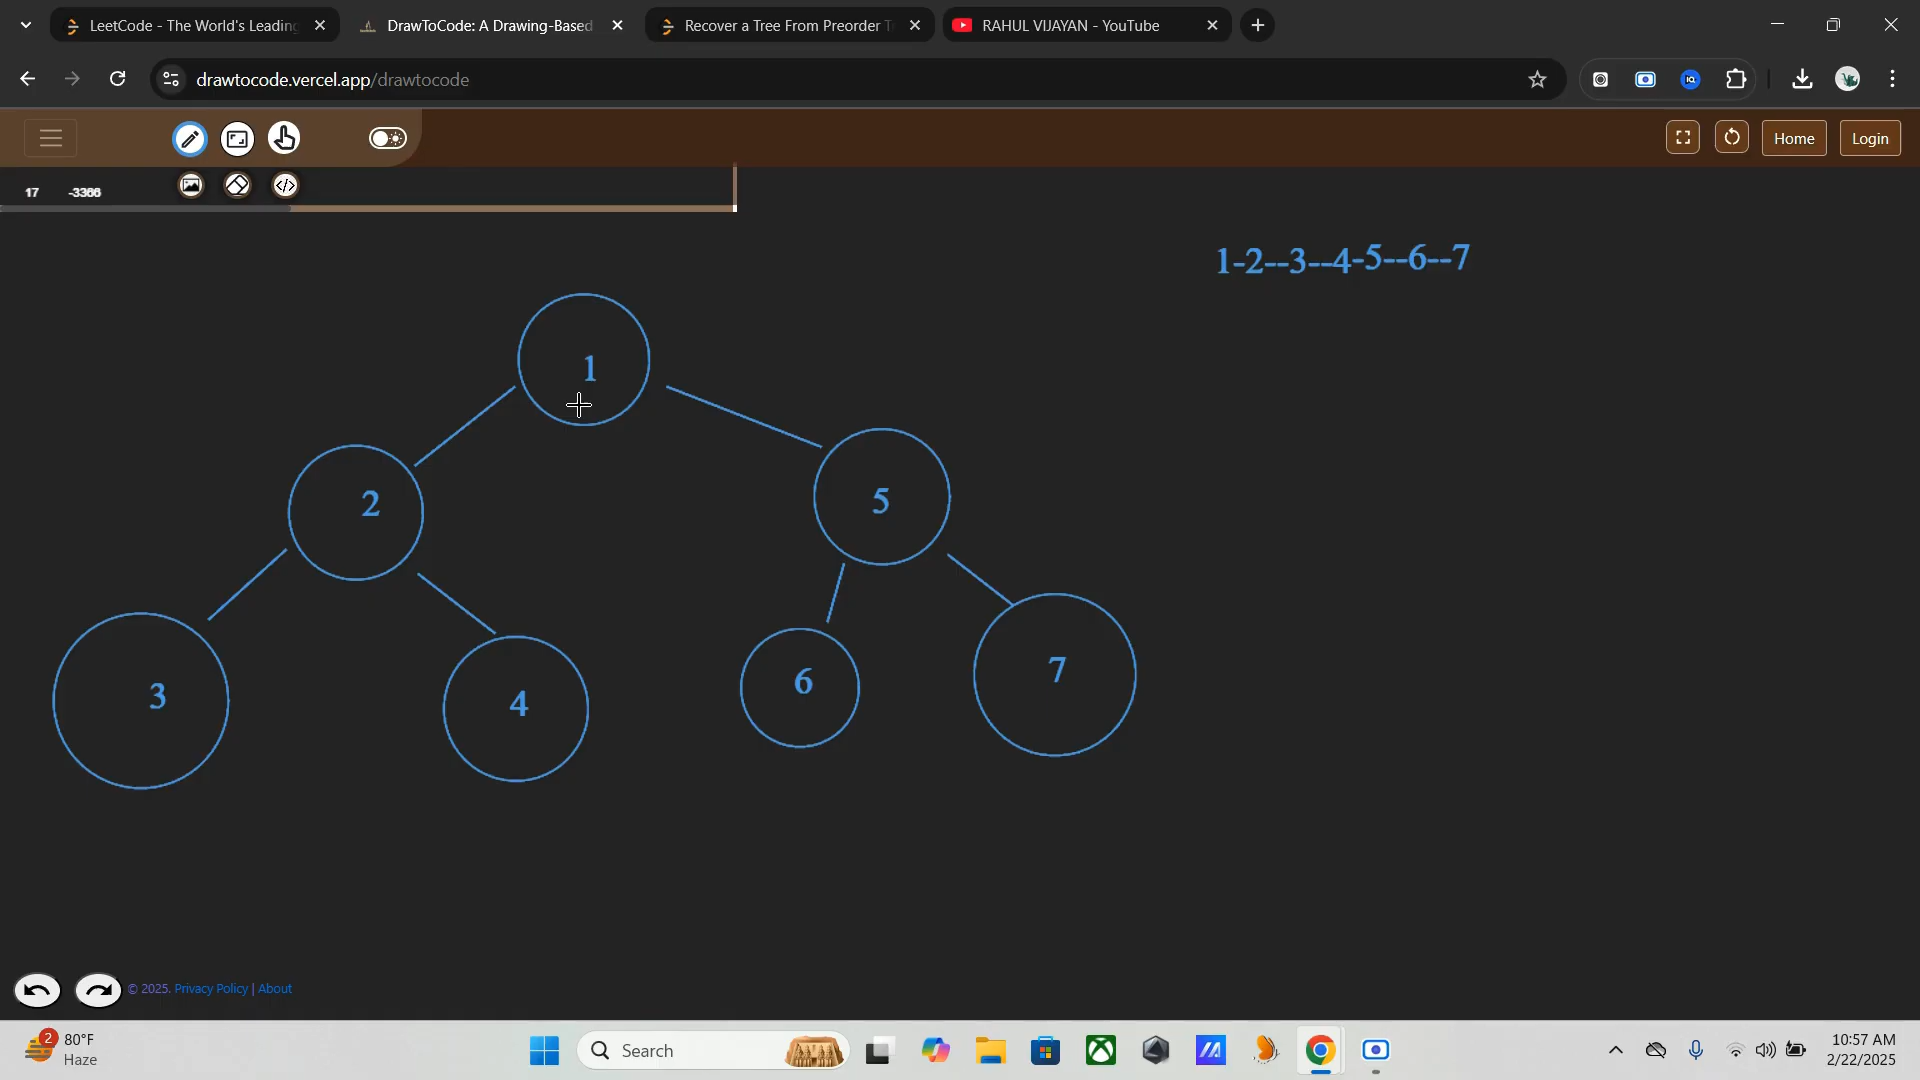 LeetCode - The World's Leading
DrawToCode: A Drawing-Based
Recover a Tree From Preorder T
RAHUL VIJAYAN - YouTube
drawtocode.vercel.app/drawtocode
Home
Login
17 -3366
1-2--3--4-5--6--7
1
2
5
3
4
6
7
© 2025. Privacy Policy | About
2
80°F
Haze
Search
10:57 AM
2/22/2025